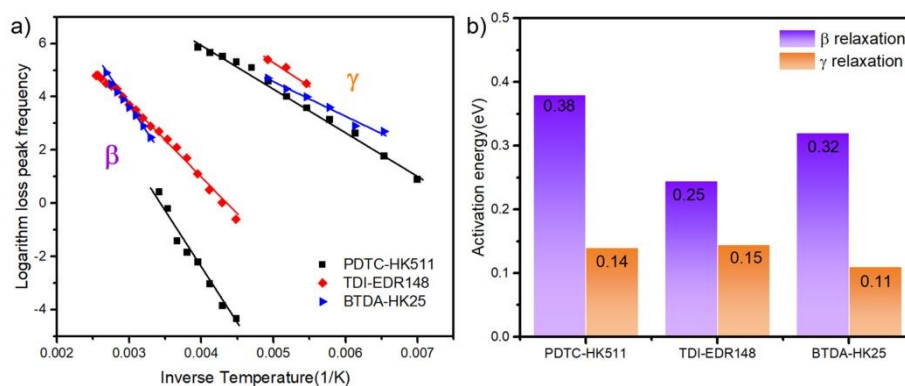 a)
Logarithm loss peak frequency
6
4
2
0
-2
-4
β
γ
PDTC-HK511
TDI-EDR148
BTDA-HK25
0.002 0.003 0.004 0.005 0.006 0.007
Inverse Temperature(1/K)
b)
Activation energy(eV)
0.5
0.4
0.3
0.2
0.1
0.0
β relaxation
γ relaxation
0.38
0.14
0.25
0.15
0.32
0.11
PDTC-HK511 TDI-EDR148 BTDA-HK25